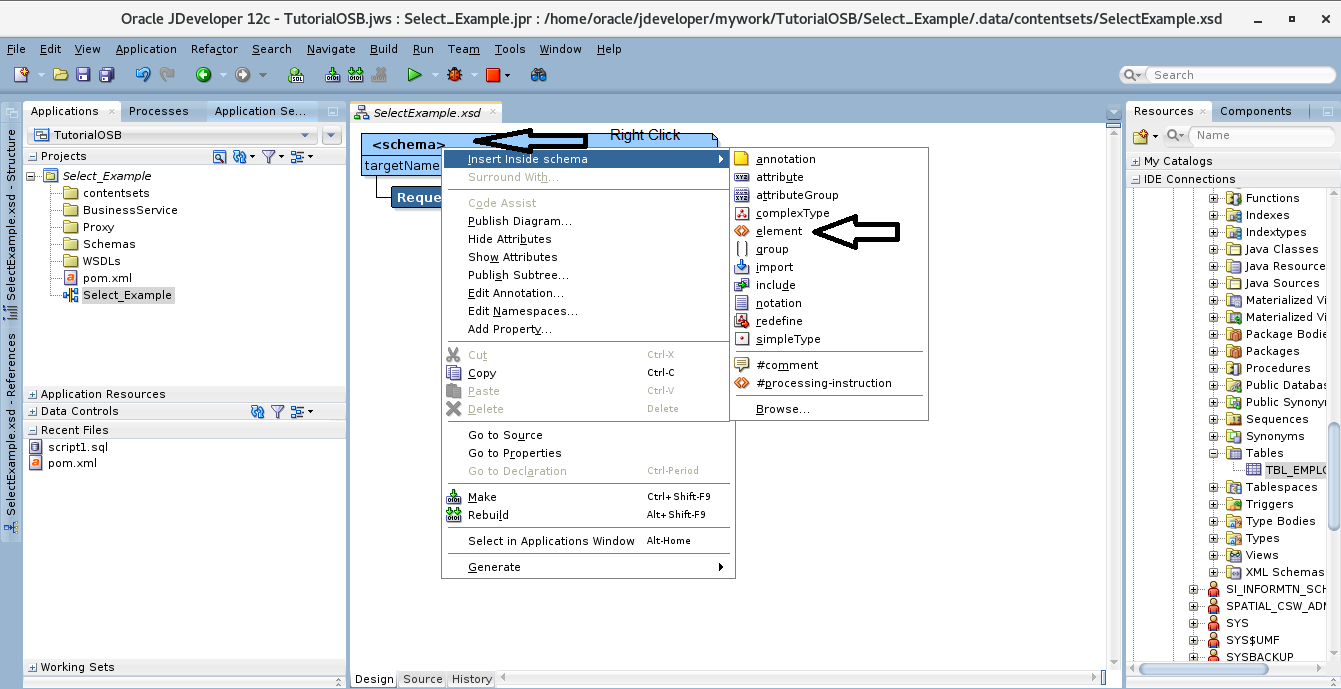 Oracle JDeveloper 12c - TutorialOSB.jws : Select_Example.jpr : /home/oracle/jdeveloper/mywork/TutorialOSB/Select_Example/.data/contentsets/SelectExample.xsd
File Edit View Application Refactor Search Navigate Build Run Team Tools Window Help
Search
Applications Processes Application Se...
TutorialOSB
Projects
Select_Example
contentsets
BusinessService
Proxy
Schemas
WSDLs
pom.xml
Select_Example
Application Resources
Data Controls
Recent Files
script1.sql
pom.xml
Working Sets
SelectExample.xsd - Structure
SelectExample.xsd - References
SelectExample.xsd
Right Click
<schema>
targetName
Reque
Insert Inside schema
Surround With...
Code Assist
Publish Diagram...
Hide Attributes
Show Attributes
Publish Subtree...
Edit Annotation...
Edit Namespaces...
Add Property...
Cut Ctrl-X
Copy Ctrl-C
Paste Ctrl-V
Delete Delete
Go to Source
Go to Properties
Go to Declaration Ctrl-Period
Make Ctrl+Shift-F9
Rebuild Alt+Shift-F9
Select in Applications Window Alt-Home
Generate
annotation
attribute
attributeGroup
complexType
element
group
import
include
notation
redefine
simpleType
#comment
#processing-instruction
Browse...
Design Source History
Resources Components
Name
My Catalogs
IDE Connections
Functions
Indexes
Indextypes
Java Classes
Java Resource
Java Sources
Materialized Vi
Materialized Vi
Package Bodie
Packages
Procedures
Public Databas
Public Synonyn
Sequences
Synonyms
Tables
TBL_EMPLO
Tablespaces
Triggers
Type Bodies
Types
Views
XML Schemas
SI_INFORMTN_SCH
SPATIAL_CSW_ADM
SYS
SYS$UMF
SYSBACKUP